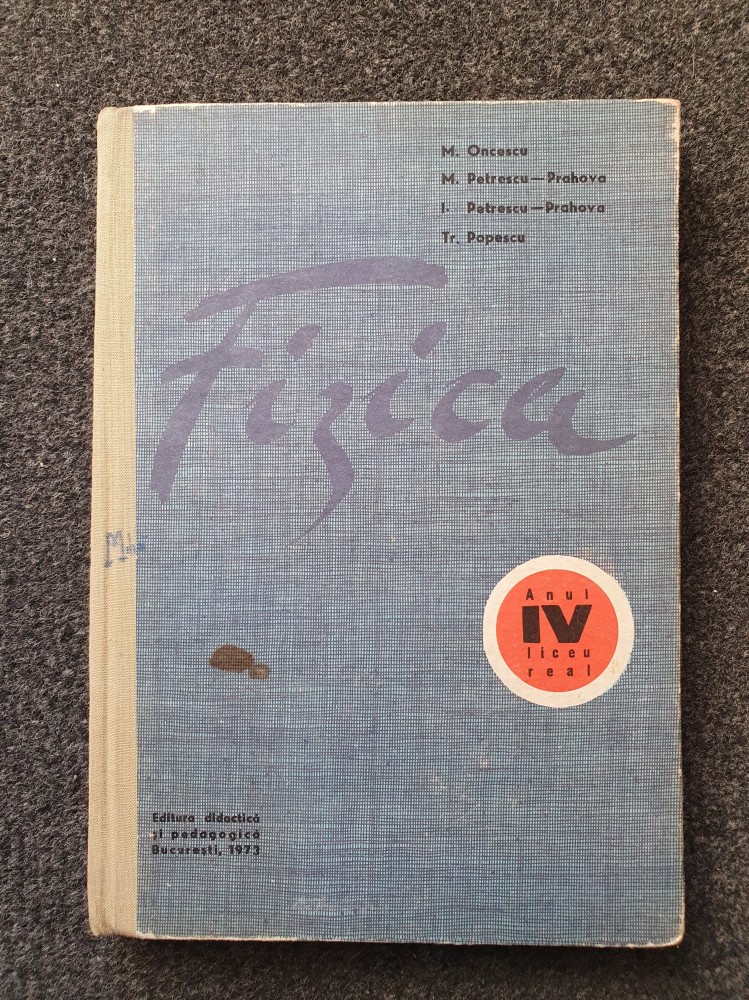 M. Oncescu
M. Petrescu—Prahova
I. Petrescu—Prahova
Tr. Popescu
Fizica
Anul
IV
liceu
real
Editura didactică
și pedagogică
București, 1973